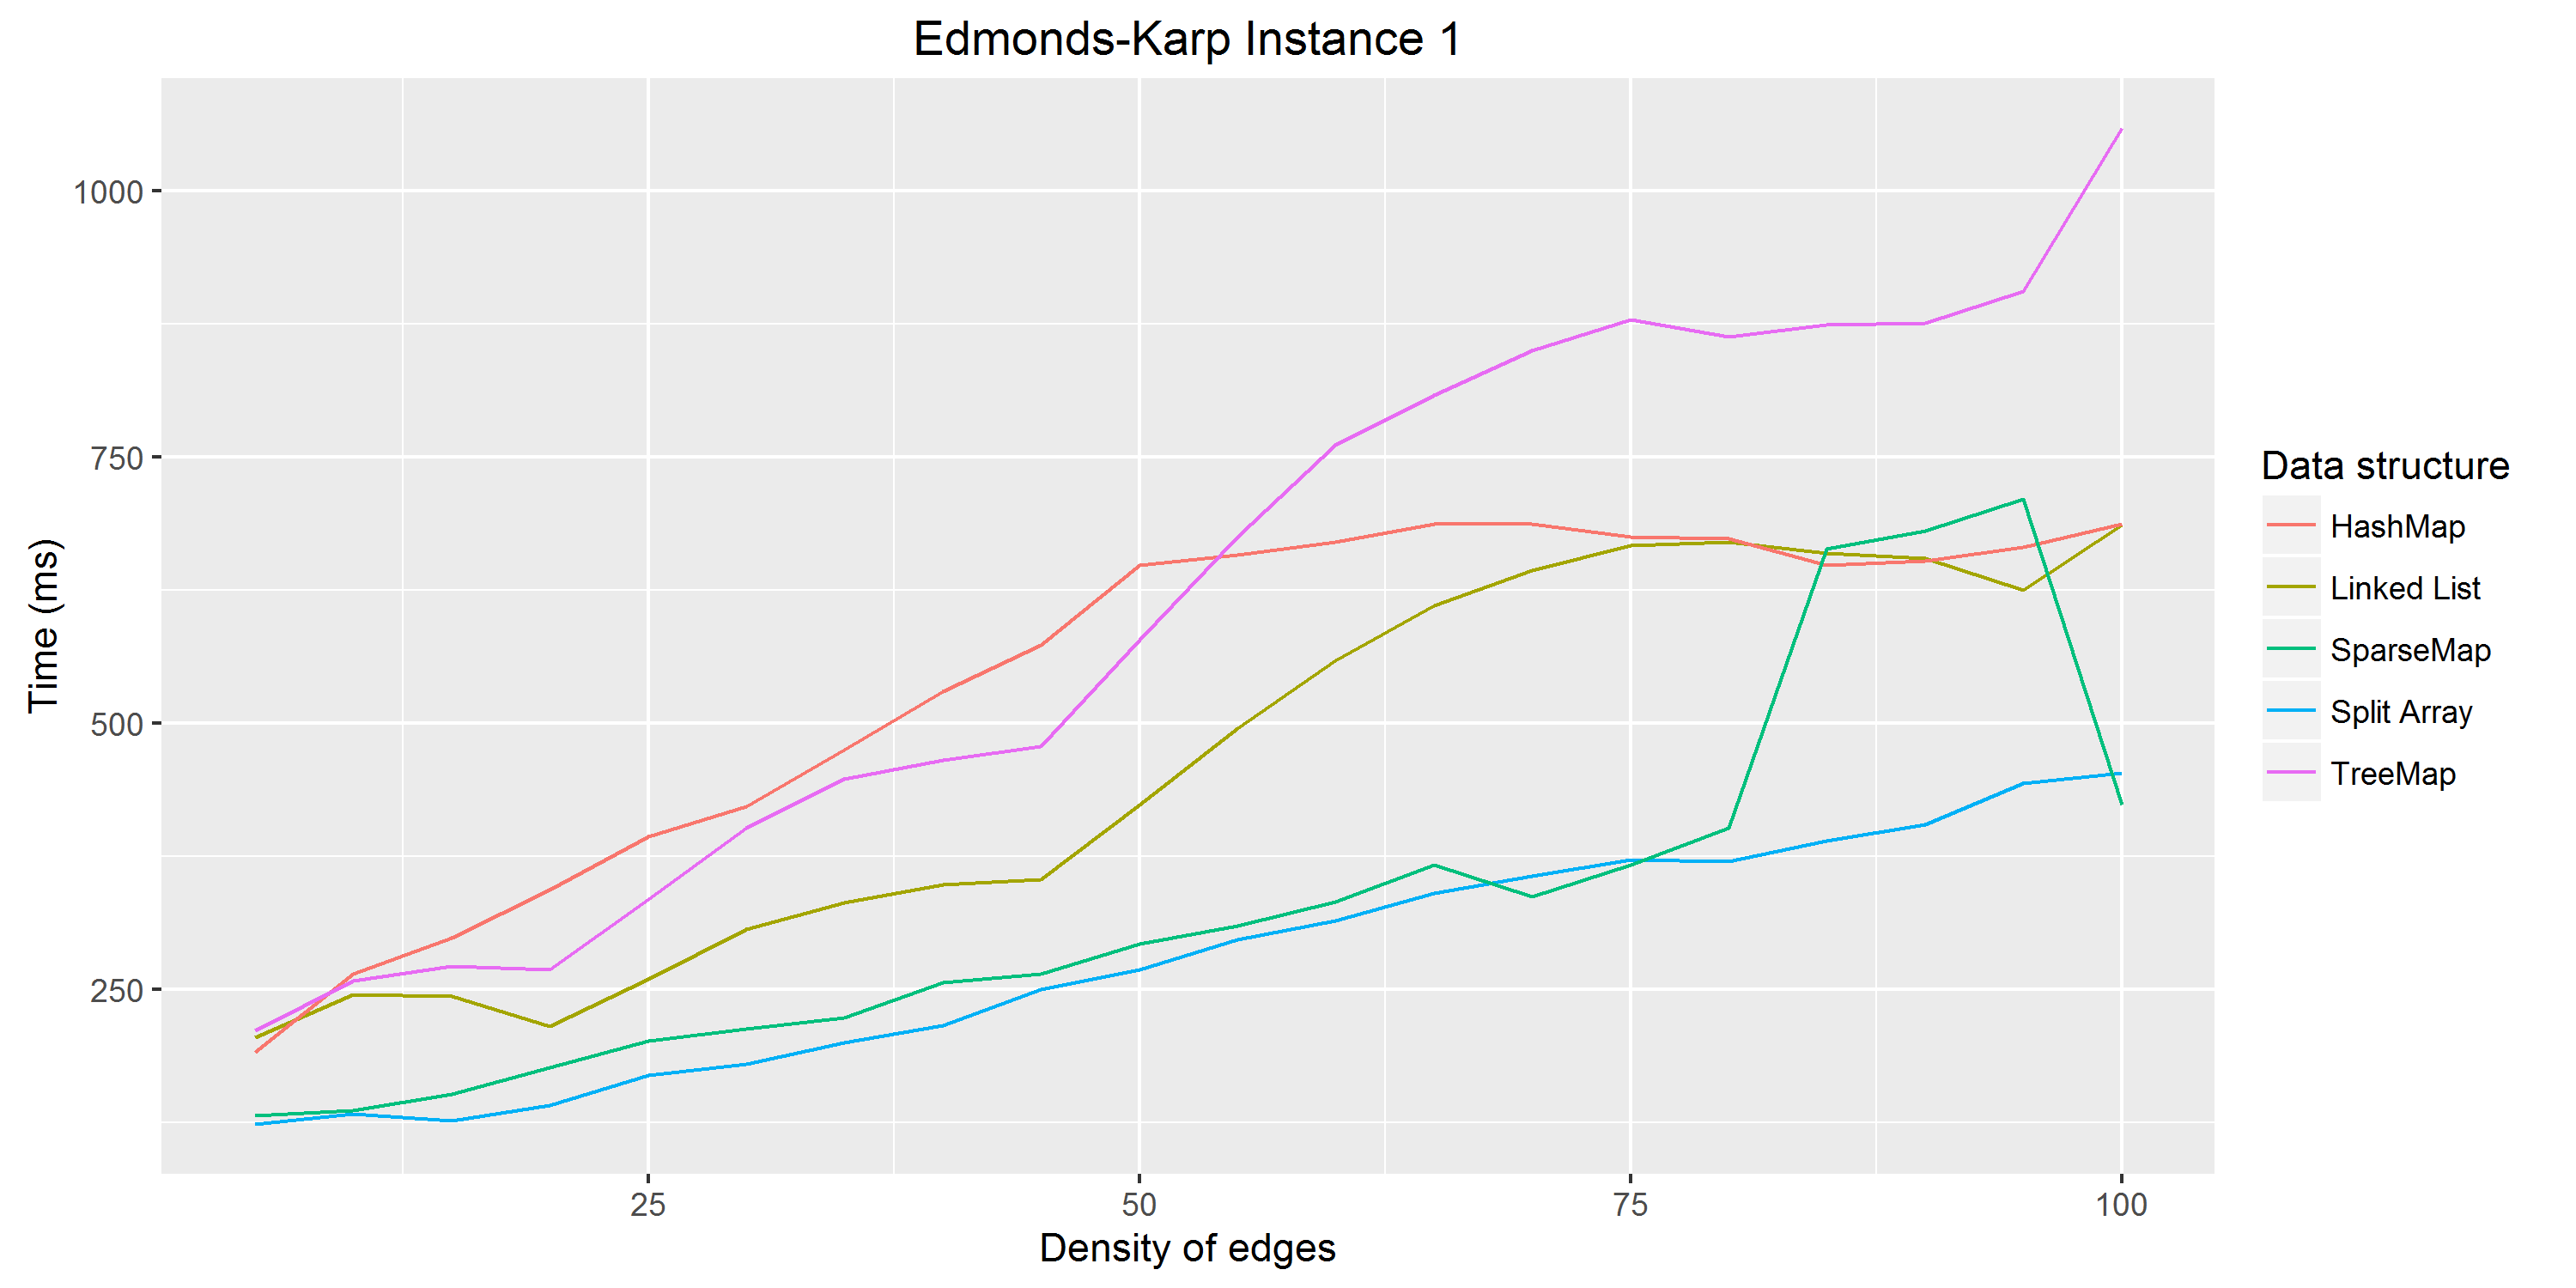 Edmonds-Karp Instance 1
1000
750
500
250
Time (ms)
25 50 75 100
Density of edges
Data structure
HashMap
Linked List
SparseMap
Split Array
TreeMap